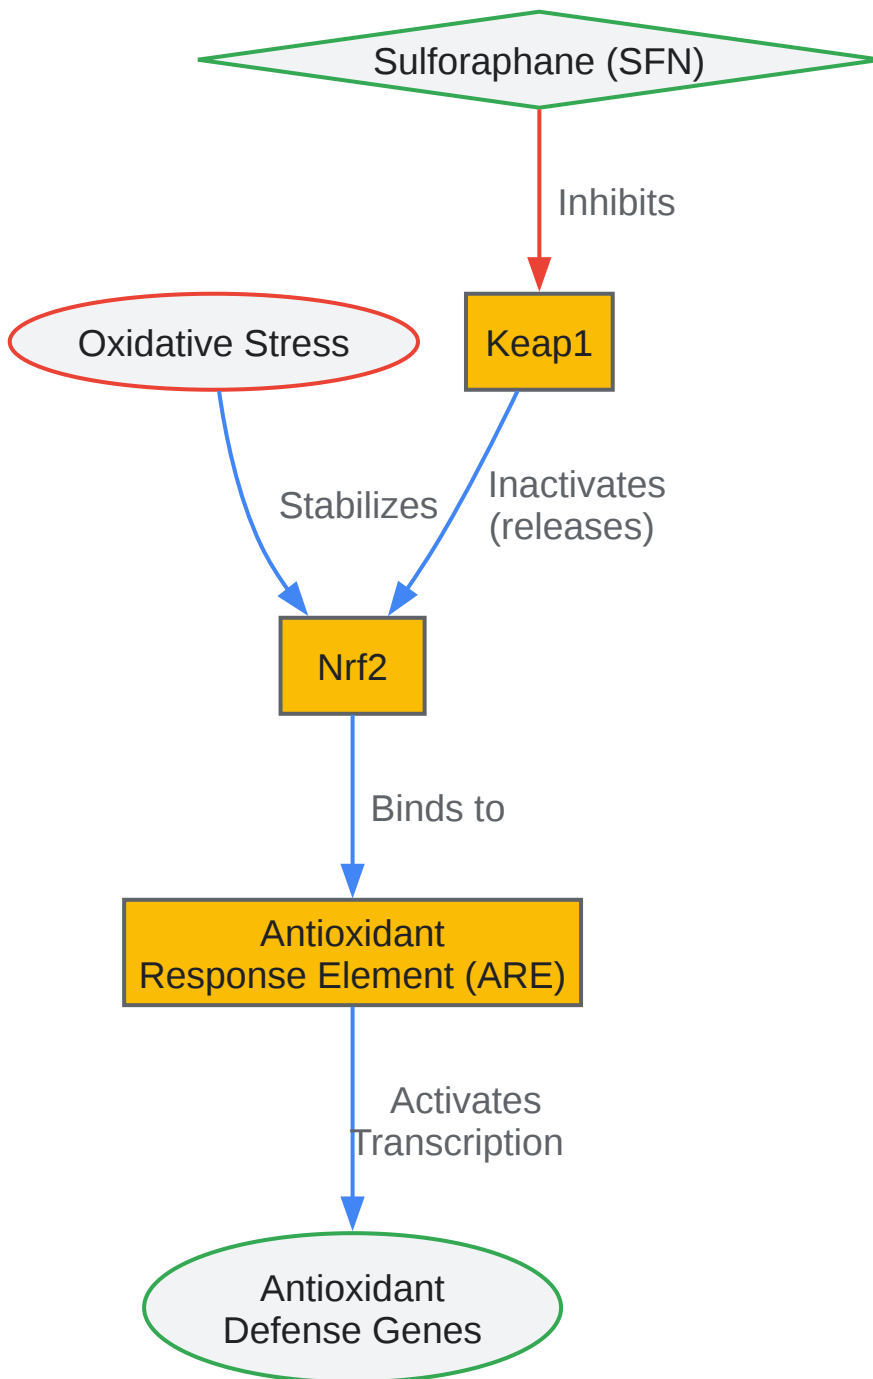 Sulforaphane (SFN)
Inhibits
Oxidative Stress
Keap1
Stabilizes
Inactivates
(releases)
Nrf2
Binds to
Antioxidant
Response Element (ARE)
Activates
Transcription
Antioxidant
Defense Genes